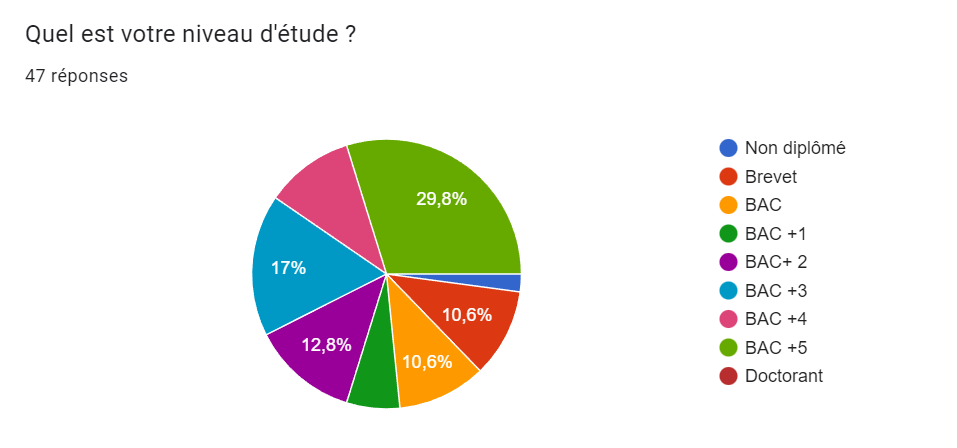 Quel est votre niveau d'étude ?
47 réponses
29,8%
17%
10,6%
12,8%
10,6%
Non diplômé
Brevet
BAC
BAC +1
BAC+ 2
BAC +3
BAC +4
BAC +5
Doctorant